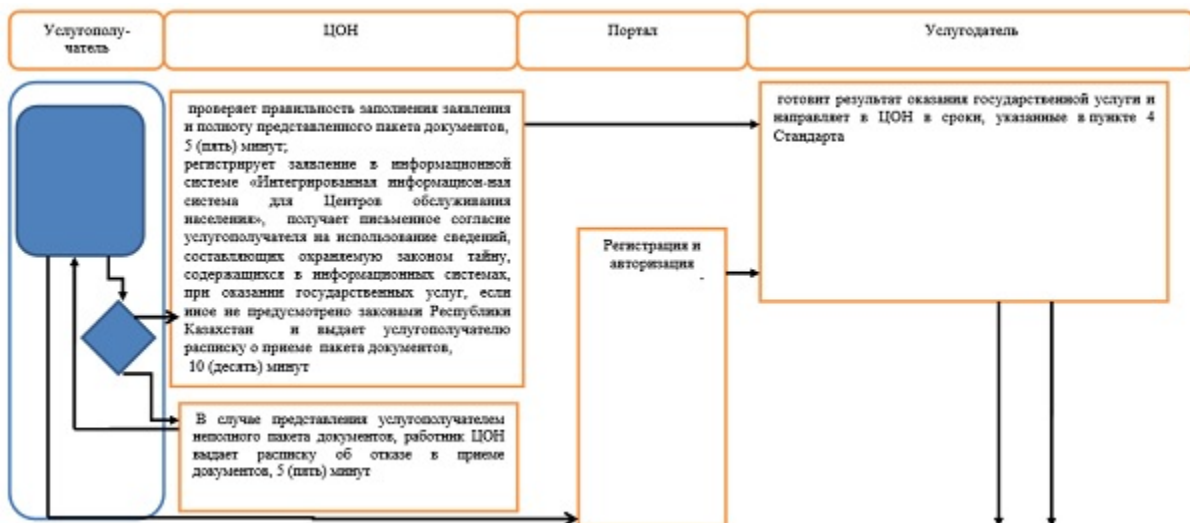 Услугополу-
чатель
ЦОН
Портал
Услугодатель
проверяет правильность заполнения заявления
и полноту представленного пакета документов,
5 (пять) минут;
регистрирует заявление в информационной
системе «Интегрированная информацион-ная
система для Центров обслуживания
населения», получает письменное согласие
услугополучателя на использование сведений,
составляющих охраняемую законом тайну,
содержащихся в информационных системах,
при оказании государственных услуг, если
иное не предусмотрено законами Республики
Казахстан и выдает услугополучателю
расписку о приеме пакета документов,
10 (десять) минут
готовит результат оказания государственной услуги и
направляет в ЦОН в сроки, указанные в пункте 4
Стандарта
Регистрация и
авторизация
В случае представления услугополучателем
неполного пакета документов, работник ЦОН
выдает расписку об отказе в приеме
документов, 5 (пять) минут